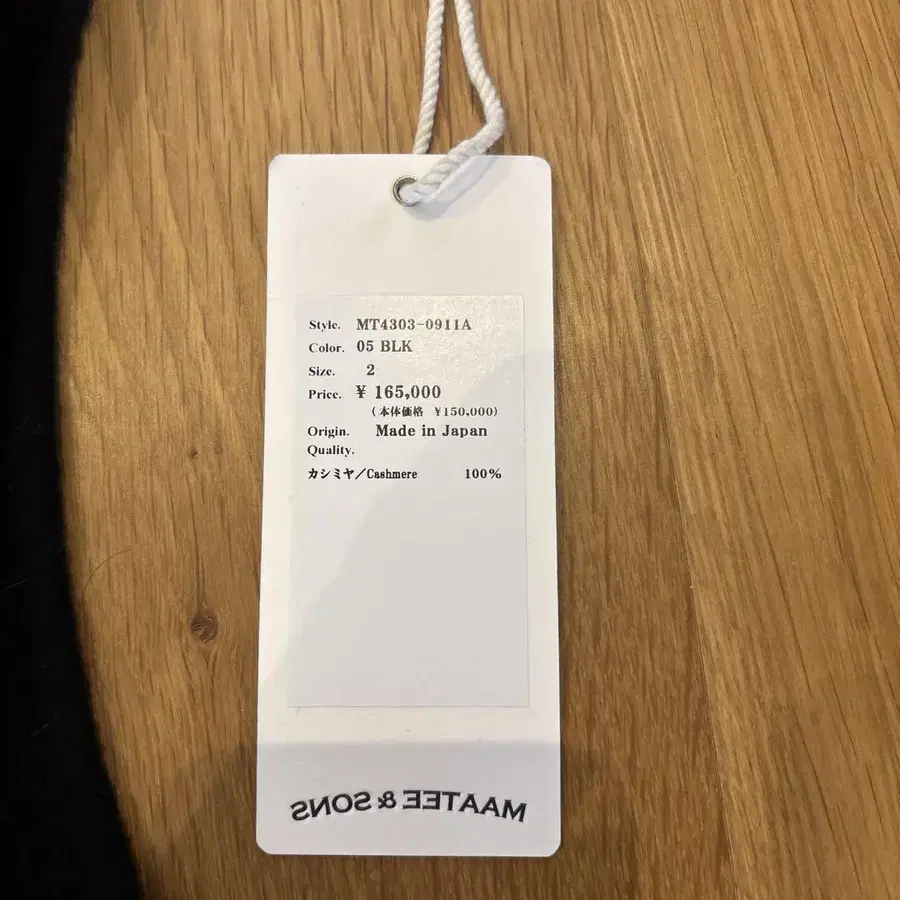 Style. MT4303-0911A
Color. 05 BLK
Size. 2
Price. ¥ 165,000
(本体価格 ¥150,000)
Origin. Made in Japan
Quality.
カシミヤ/Cashmere 100%
MAATEE & SONS